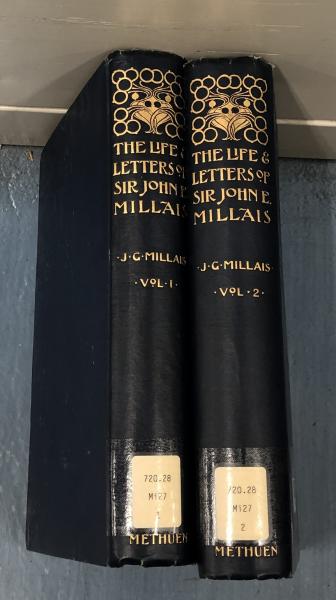 THE LIFE &
LETTERS OF
SIR JOHN E.
MILLAIS
·J·G·MILLAIS
·VOL·1·
720.28
M127
1
METHUEN
THE LIFE &
LETTERS OF
SIR JOHN E.
MILLAIS
·J·G·MILLAIS·
·VOL·2·
720.28
M127
2
METHUEN